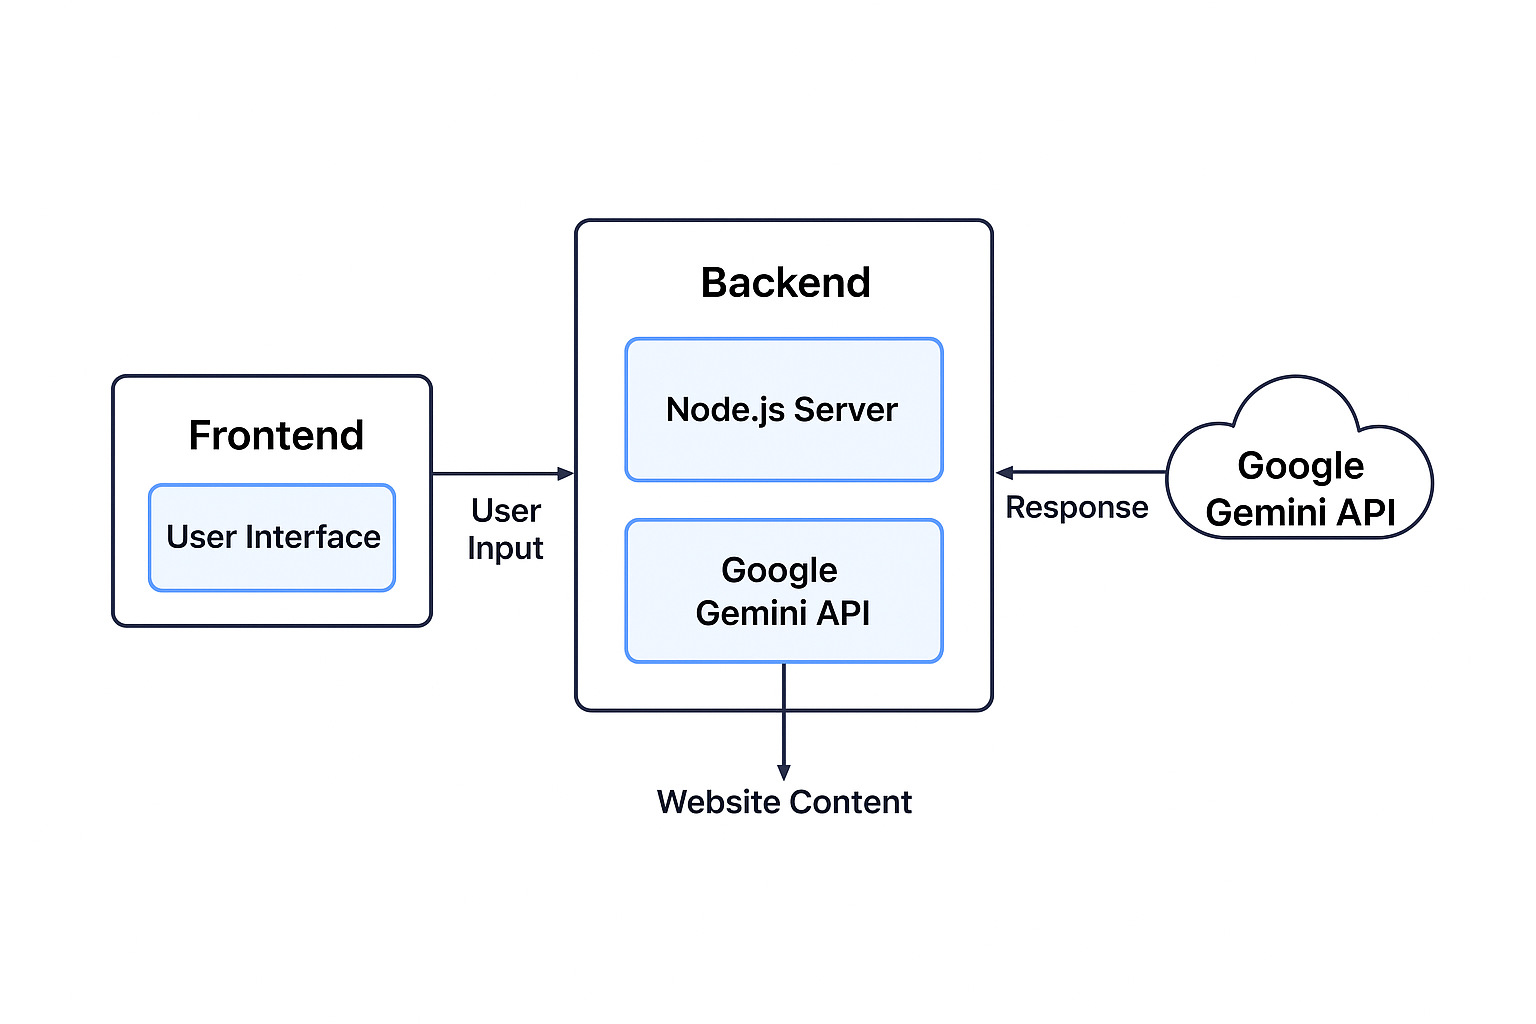 Frontend
User Interface
User
Input
Backend
Node.js Server
Google
Gemini API
Website Content
Response
Google
Gemini API